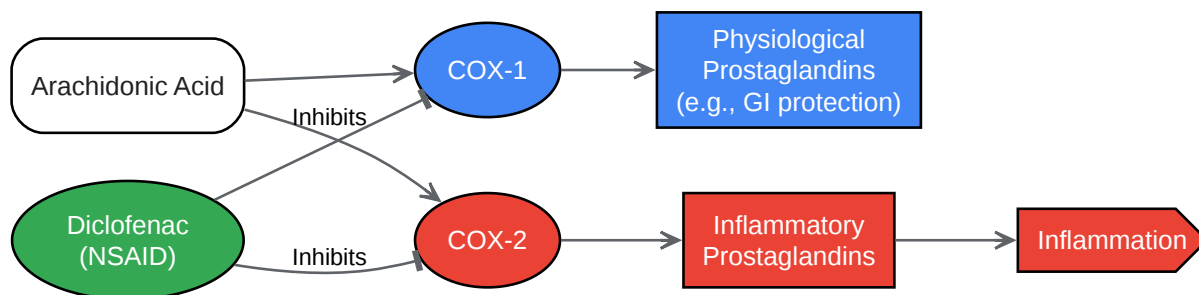 Arachidonic Acid
COX-1
Physiological
Prostaglandins
(e.g., GI protection)
Inhibits
Diclofenac
(NSAID)
Inhibits
COX-2
Inflammatory
Prostaglandins
Inflammation